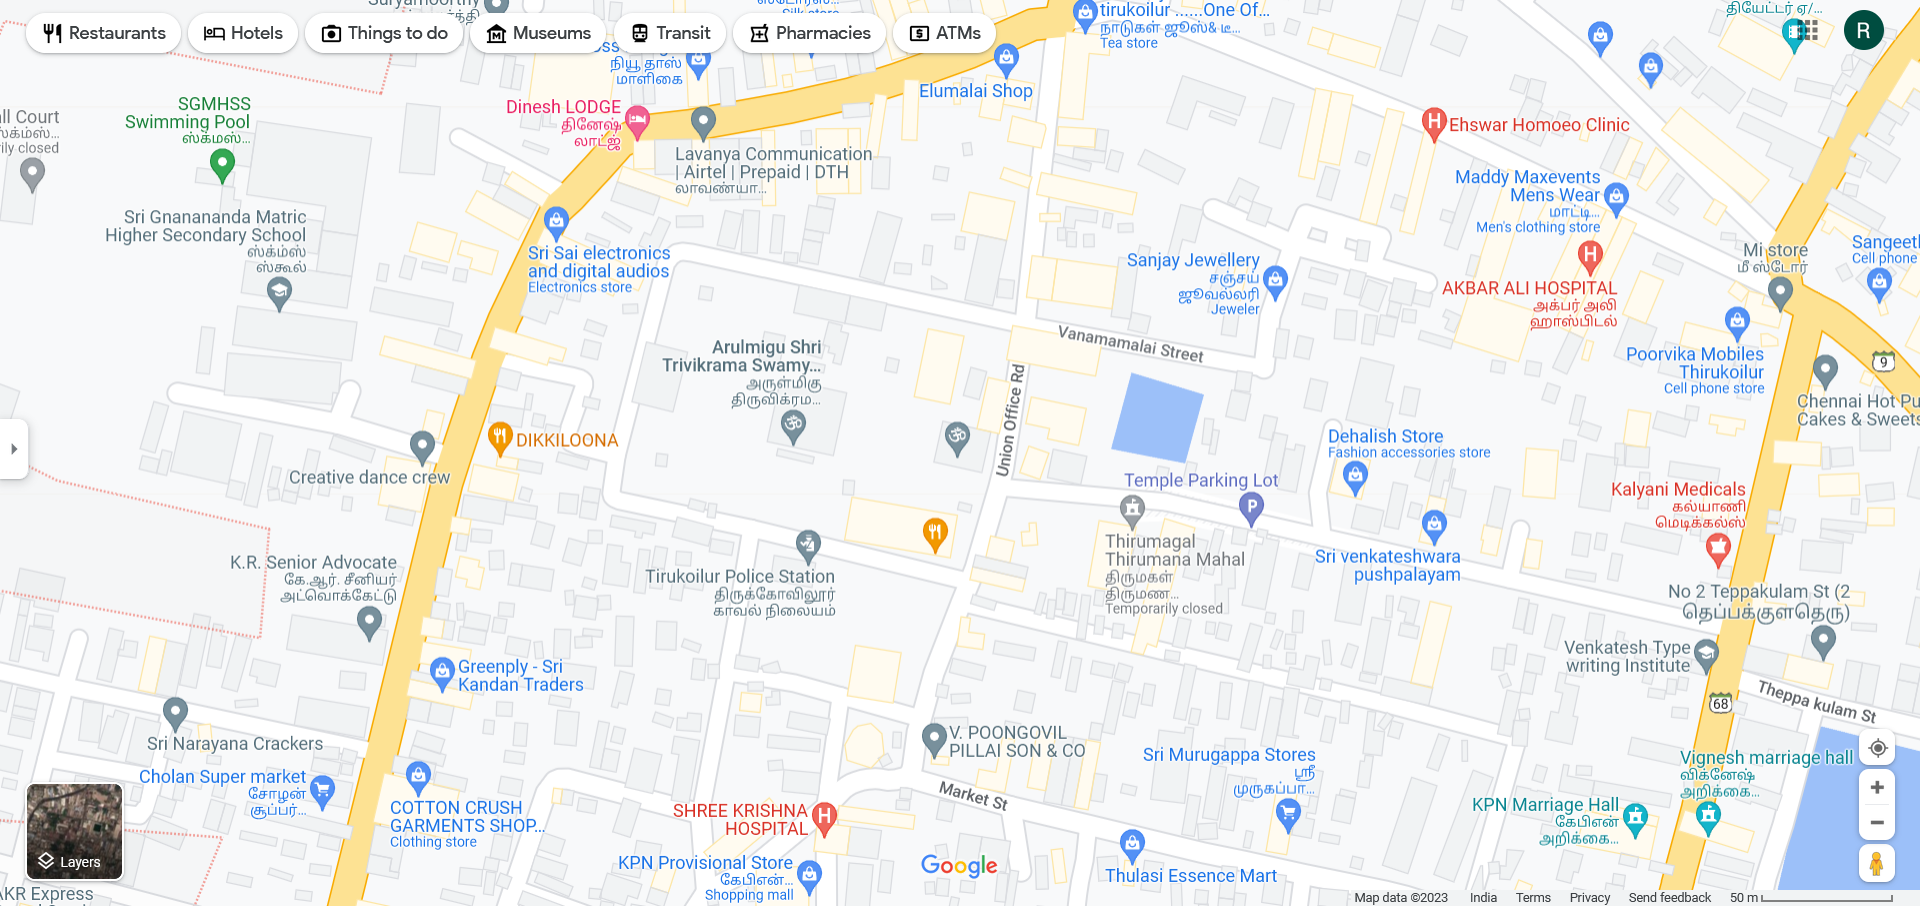 Restaurants
Hotels
Things to do
Museums
Transit
Pharmacies
ATMs
R
tirukoilur ......One Of...
நாடுகள் ஜூஸ்& டீ...
Tea store
தியேட்டர் ஏ/...
நியூ தாஸ்
மாளிகை
Elumalai Shop
SGMHSS
Swimming Pool
ஸ்க்மஸ்...
Dinesh LODGE
தினேஷ்
லாட்ஜ்
Lavanya Communication
| Airtel | Prepaid | DTH
லாவண்யா...
Ehswar Homoeo Clinic
Maddy Maxevents
Mens Wear
மாட்டி...
Men's clothing store
Sri Gnanananda Matric
Higher Secondary School
ஸ்க்ம்ஸ்
ஸ்கூல்
Sri Sai electronics
and digital audios
Electronics store
Sanjay Jewellery
சஞ்சய்
ஜூவல்லரி
Jeweler
AKBAR ALI HOSPITAL
அக்பர் அலி
ஹாஸ்பிடல்
Mi store
மீ ஸ்டோர்
Cell phone
Vanamamalai Street
Arulmigu Shri
Trivikrama Swamy...
அருள்மிகு
திருவிக்ரம...
Union Office Rd
Poorvika Mobiles
Thirukoilur
Cell phone store
9
Chennai Hot Pu
Cakes & Sweets
DIKKILOONA
Creative dance crew
Dehalish Store
Fashion accessories store
Temple Parking Lot
Kalyani Medicals
கல்யாணி
மெடிக்கல்ஸ்
Thirumagal
Thirumana Mahal
திருமகள்
திருமண...
Temporarily closed
Sri venkateshwara
pushpalayam
K.R. Senior Advocate
கே.ஆர். சீனியர்
அட்வொக்கேட்டு
Tirukoilur Police Station
திருக்கோவிலூர்
காவல் நிலையம்
No 2 Teppakulam St (2
தெப்பக்குளதெரு)
Venkatesh Type
writing Institute
Greenply - Sri
Kandan Traders
68
Theppa kulam St
Sri Narayana Crackers
V. POONGOVIL
PILLAI SON & CO
Sri Murugappa Stores
ஸ்ரீ
முருகப்பா...
Vignesh marriage hall
விக்னேஷ்
அறிக்கை...
Cholan Super market
சோழன்
சூப்பர்...
COTTON CRUSH
GARMENTS SHOP...
Clothing store
Market St
SHREE KRISHNA
HOSPITAL
KPN Marriage Hall
கேபிஎன்
அறிக்கை...
KPN Provisional Store
கேபிஎன்...
Shopping mall
Google
Thulasi Essence Mart
Layers
AKR Express
Map data ©2023
India
Terms
Privacy
Send feedback
50 m